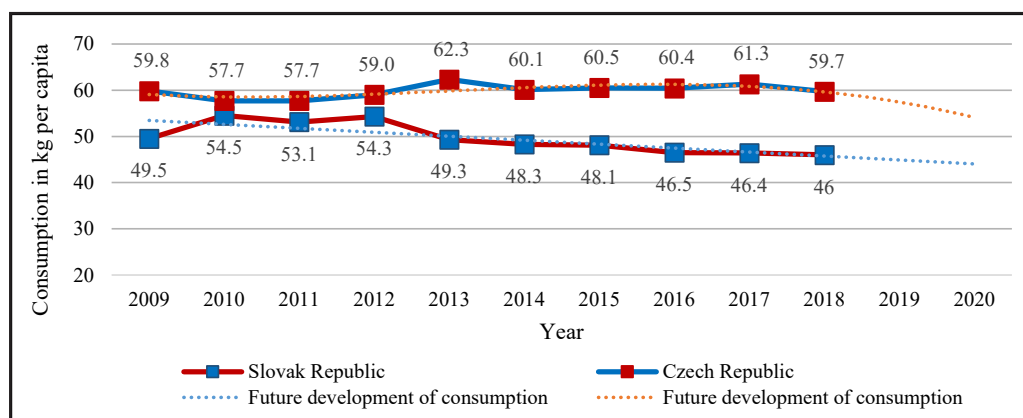 Consumption in kg per capita
70
60
50
40
30
20
59.8 57.7 57.7 59.0 62.3 60.1 60.5 60.4 61.3 59.7
49.5 54.5 53.1 54.3 49.3 48.3 48.1 46.5 46.4 46
2009 2010 2011 2012 2013 2014 2015 2016 2017 2018 2019 2020
Year
Slovak Republic Czech Republic
Future development of consumption Future development of consumption